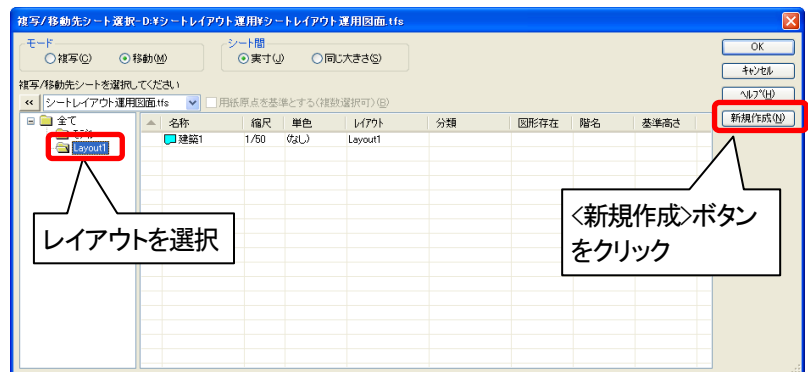 複写/移動先シート選択-D:¥シートレイアウト運用¥シートレイアウト運用図面.tfs
モード
複写(C) 移動(M)
シート間
実寸(J) 同じ大きさ(S)
複写/移動先シートを選択してください
<< シートレイアウト運用図面.tfs 用紙原点を基準とする(複数選択可)(B)
OK
キャンセル
ヘルプ(H)
新規作成(N)
全て
Layout1
名称 縮尺 単色 レイアウト 分類 図形存在 階名 基準高さ
建築1 1/50 (なし) Layout1
レイアウトを選択
<新規作成>ボタン
をクリック